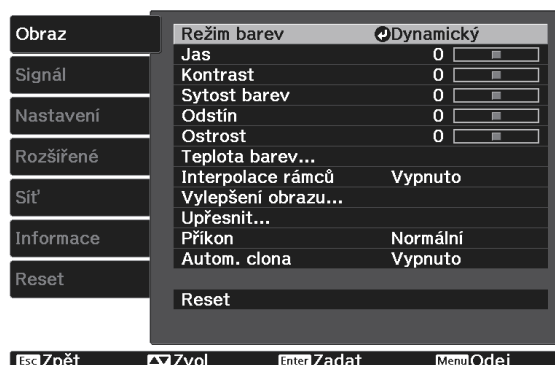 Obraz
Signál
Nastavení
Rozšířené
Síť
Informace
Reset
Režim barev Dynamický
Jas 0
Kontrast 0
Sytost barev 0
Odstín 0
Ostrost 0
Teplota barev...
Interpolace rámců Vypnuto
Vylepšení obrazu...
Upřesnit...
Příkon Normální
Autom. clona Vypnuto
Reset
Esc Zpět Zvol Enter Zadat Menu Odej